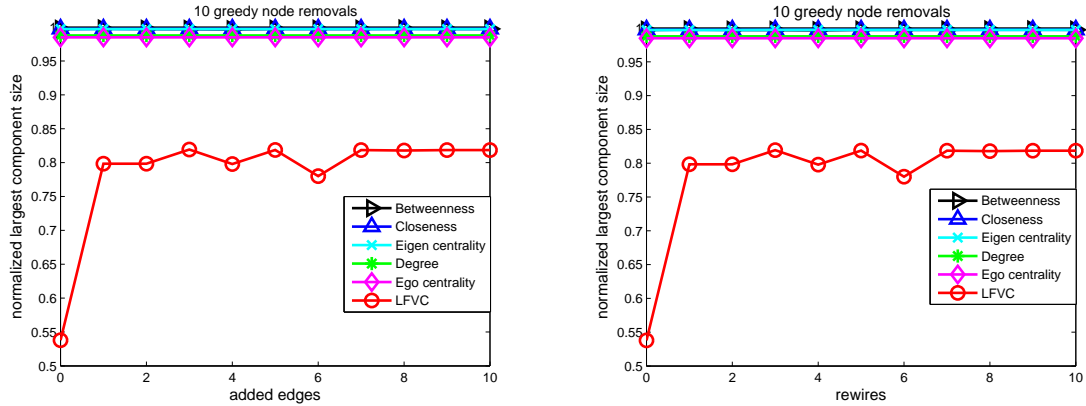 10 greedy node removals
normalized largest component size
1
0.95
0.9
0.85
0.8
0.75
0.7
0.65
0.6
0.55
0.5
0
2
4
6
8
10
added edges
Betweenness
Closeness
Eigen centrality
Degree
Ego centrality
LFVC
10 greedy node removals
normalized largest component size
1
0.95
0.9
0.85
0.8
0.75
0.7
0.65
0.6
0.55
0.5
0
2
4
6
8
10
rewires
Betweenness
Closeness
Eigen centrality
Degree
Ego centrality
LFVC